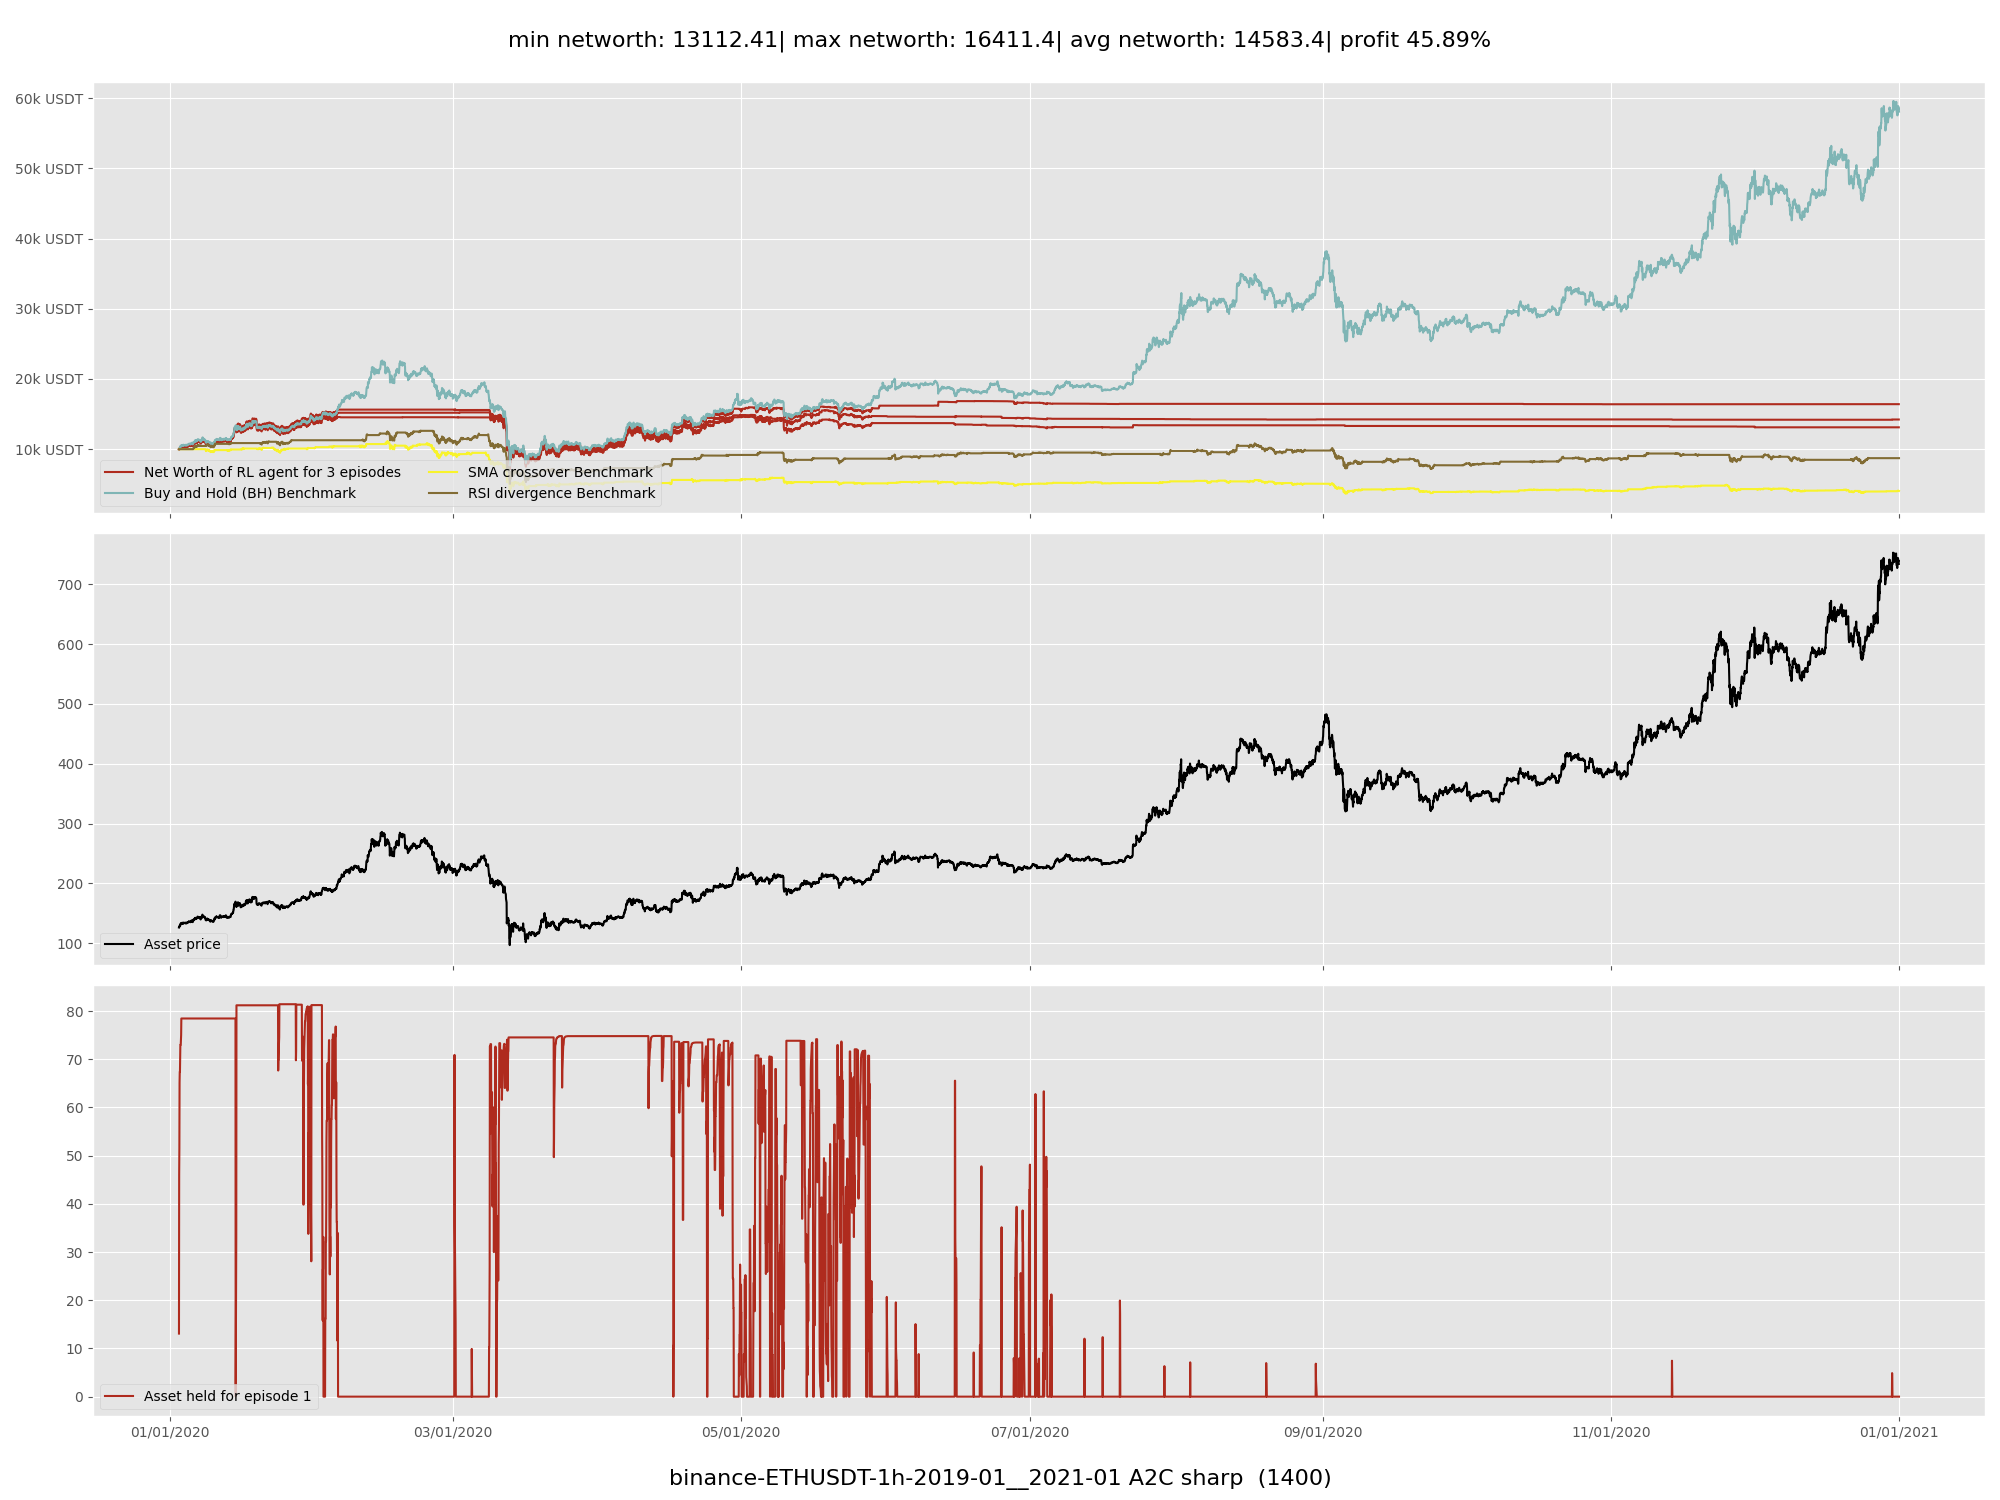 min networth: 13112.41| max networth: 16411.4| avg networth: 14583.4| profit 45.89%
60k USDT
50k USDT
40k USDT
30k USDT
20k USDT
10k USDT
Net Worth of RL agent for 3 episodes
Buy and Hold (BH) Benchmark
SMA crossover Benchmark
RSI divergence Benchmark
700
600
500
400
300
200
100
Asset price
80
70
60
50
40
30
20
10
0
Asset held for episode 1
01/01/2020 03/01/2020 05/01/2020 07/01/2020 09/01/2020 11/01/2020 01/01/2021
binance-ETHUSDT-1h-2019-01__2021-01 A2C sharp (1400)